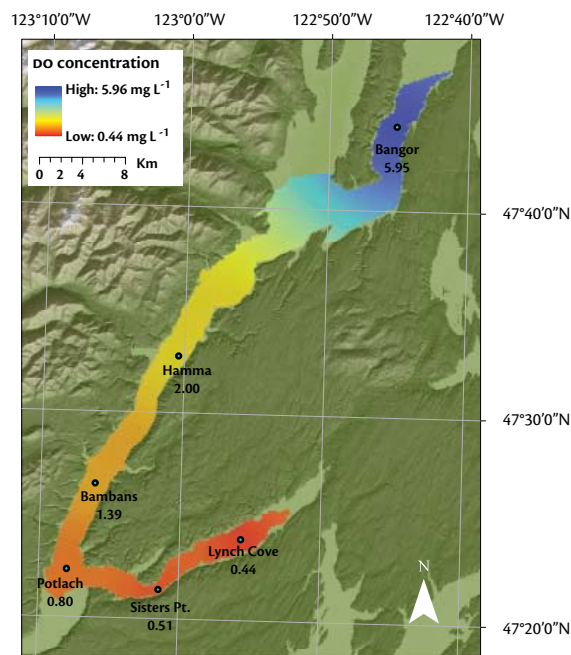 123°10'0"W 123°0'0"W 122°50'0"W 122°40'0"W
DO concentration
High: 5.96 mg L-1
Low: 0.44 mg L-1
0 2 4 8 Km
Bangor
5.95
47°40'0"N
Hamma
2.00
47°30'0"N
Bambans
1.39
Lynch Cove
0.44
Potlach
0.80
Sisters Pt.
0.51
N
47°20'0"N